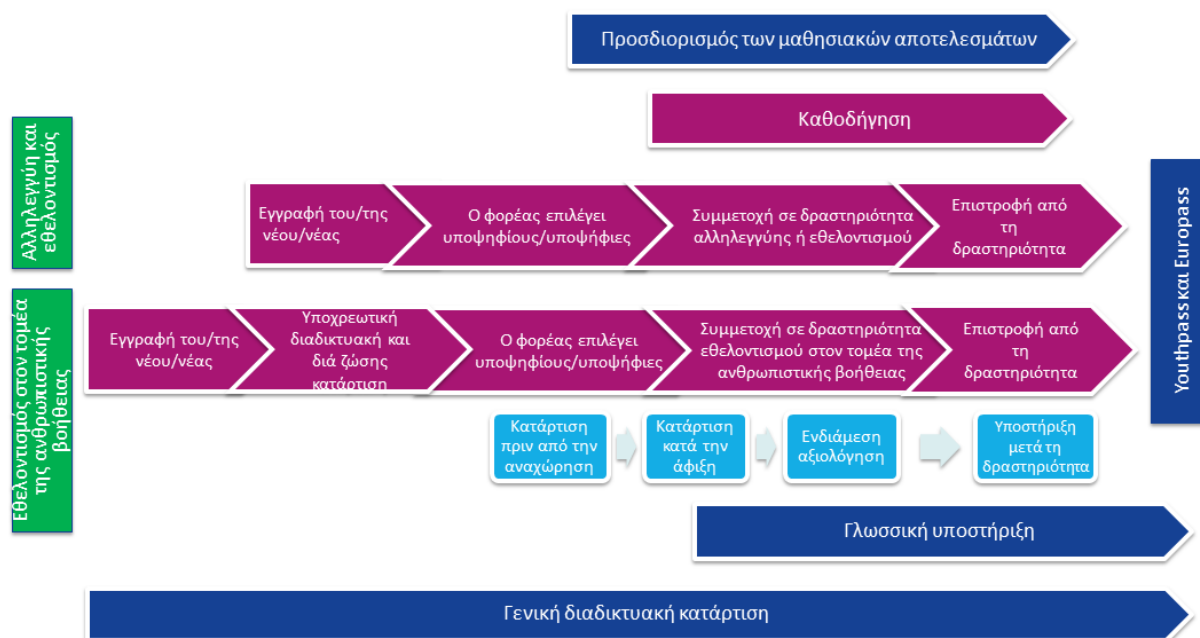 Προσδιορισμός των μαθησιακών αποτελεσμάτων
Καθοδήγηση
Αλληλεγγύη και
εθελοντισμός
Εγγραφή του/της
νέου/νέας
Ο φορέας επιλέγει
υποψηφίους/υποψήφιες
Συμμετοχή σε δραστηριότητα
αλληλεγγύης ή εθελοντισμού
Επιστροφή από
τη
δραστηριότητα
Youthpass και Europass
Εθελοντισμός στον τομέα
της ανθρωπιστικής
βοήθειας
Εγγραφή του/της
νέου/νέας
Υποχρεωτική
διαδικτυακή και
διά ζώσης
κατάρτιση
Ο φορέας επιλέγει
υποψηφίους/υποψήφιες
Συμμετοχή σε δραστηριότητα
εθελοντισμού στον τομέα της
ανθρωπιστικής βοήθειας
Επιστροφή από
τη
δραστηριότητα
Κατάρτιση
πριν από την
αναχώρηση
Κατάρτιση
κατά την
άφιξη
Ενδιάμεση
αξιολόγηση
Υποστήριξη
μετά τη
δραστηριότητα
Γλωσσική υποστήριξη
Γενική διαδικτυακή κατάρτιση